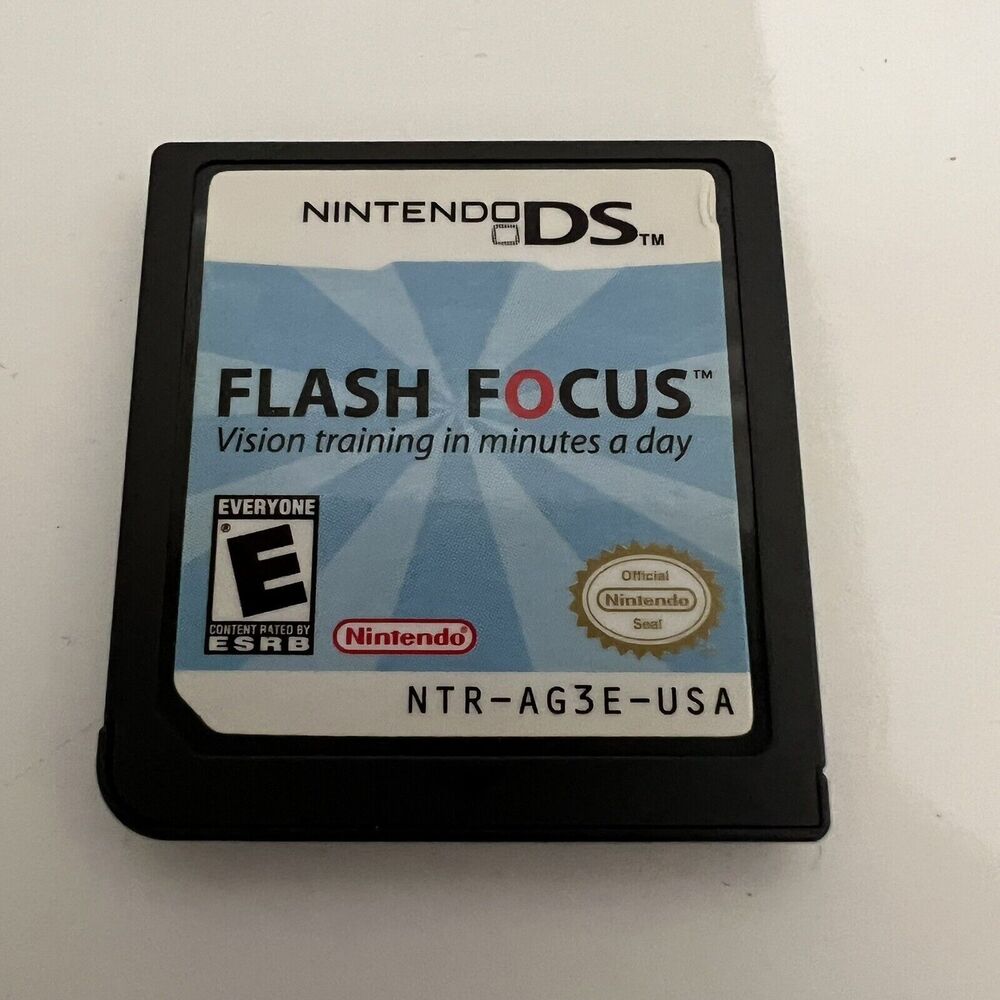 NINTENDO DS™
FLASH FOCUS™
Vision training in minutes a day
EVERYONE
E®
CONTENT RATED BY
ESRB
Nintendo®
Official
Nintendo
Seal
NTR-AG3E-USA